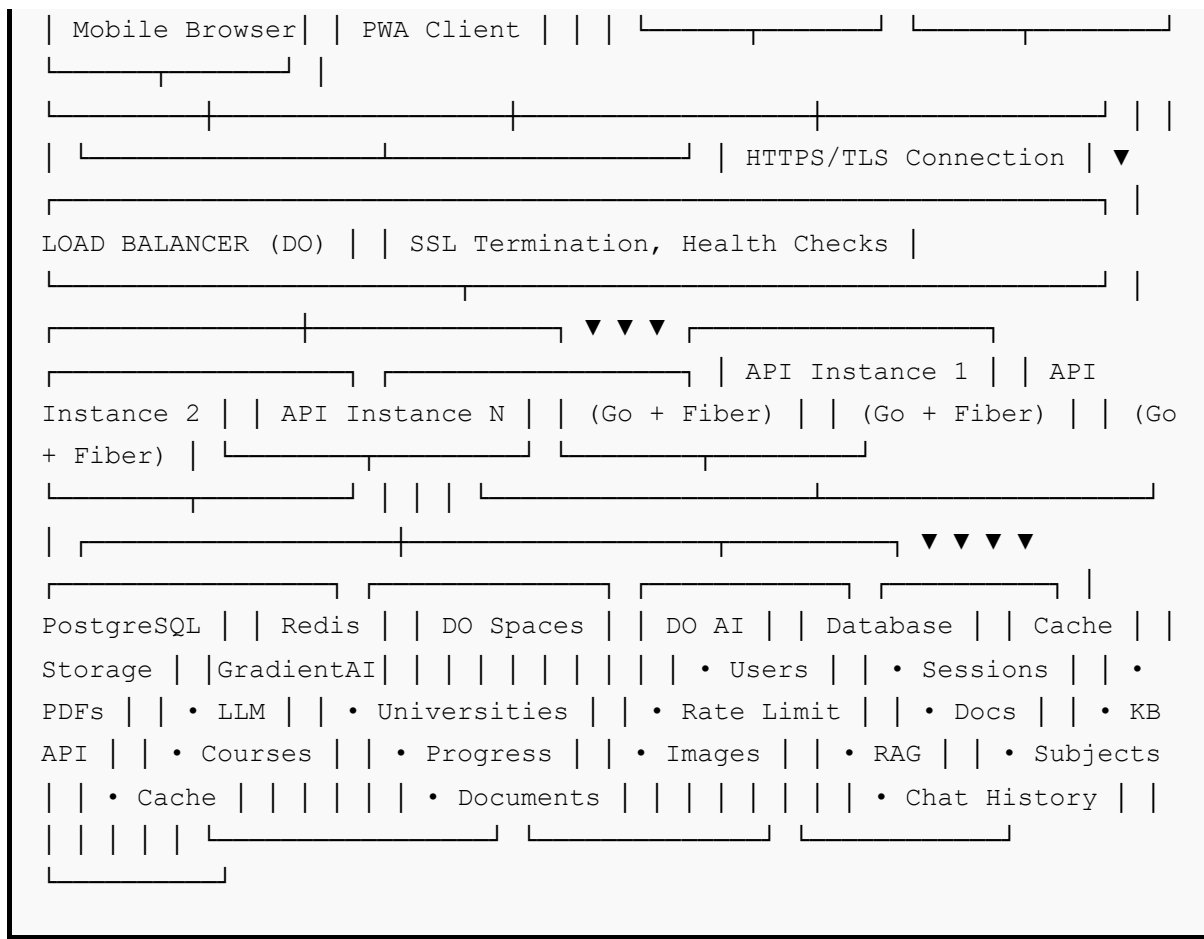 │ Mobile Browser│ │ PWA Client │ │ │ └──────┬────────┘ └──────┬────────┘
└──────┬────────┘ │
└─────────┼─────────────────┼─────────────────┼────────────────┘ │ │
│ └─────────────────┴─────────────────┘ │ HTTPS/TLS Connection │ ▼
┌─────────────────────────────────────────────────────────────┐ │
LOAD BALANCER (DO) │ │ SSL Termination, Health Checks │
└────────────────────────┬────────────────────────────────────┘ │
┌──────────────┼──────────────┐ ▼ ▼ ▼ ┌─────────────────┐
┌─────────────────┐ ┌─────────────────┐ │ API Instance 1 │ │ API
Instance 2 │ │ API Instance N │ │ (Go + Fiber) │ │ (Go + Fiber) │ │ (Go
+ Fiber) │ └────────┬─────────┘ └────────┬─────────┘
└────────┬─────────┘ │ │ │ └───────────────────┴───────────────────┘
│ ┌──────────────────┼──────────────────┬──────────┐ ▼ ▼ ▼ ▼
┌────────────────┐ ┌─────────────┐ ┌────────────┐ ┌──────────┐ │
PostgreSQL │ │ Redis │ │ DO Spaces │ │ DO AI │ │ Database │ │ Cache │ │
Storage │ │GradientAI│ │ │ │ │ │ │ │ │ │ • Users │ │ • Sessions │ │ •
PDFs │ │ • LLM │ │ • Universities │ │ • Rate Limit │ │ • Docs │ │ • KB
API │ │ • Courses │ │ • Progress │ │ • Images │ │ • RAG │ │ • Subjects
│ │ • Cache │ │ │ │ │ │ • Documents │ │ │ │ │ │ │ │ • Chat History │ │
│ │ │ │ │ └────────────────┘ └─────────────┘ └────────────┘
└──────────┘